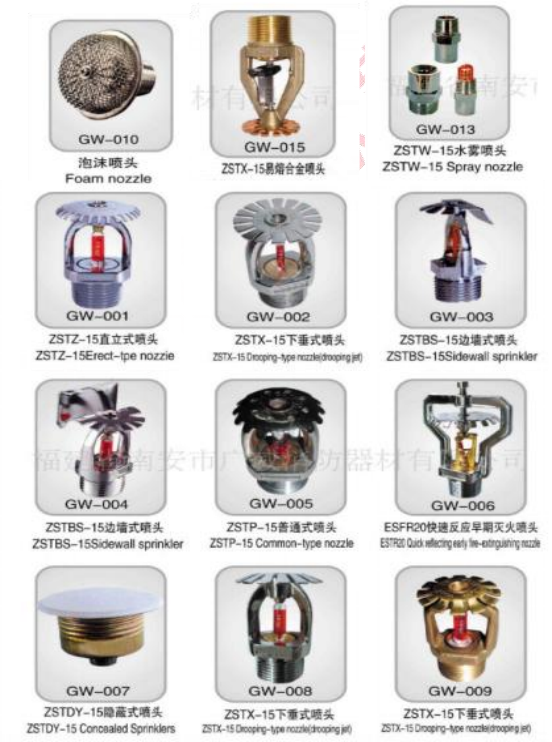 GW-010
泡沫喷头
Foam nozzle
GW-015
ZSTX-15易熔合金喷头
GW-013
ZSTW-15水雾喷头
ZSTW-15 Spray nozzle
GW-001
ZSTZ-15直立式喷头
ZSTZ-15Erect-tpe nozzie
GW-002
ZSTX-15下垂式喷头
ZSTX-15 Drooping-type nozzle(drooping jet)
GW-003
ZSTBS-15边墙式喷头
ZSTBS-15Sidewall sprinkler
GW-004
ZSTBS-15边墙式喷头
ZSTBS-15Sidewall sprinkler
GW-005
ZSTP-15普通式喷头
ZSTP-15 Common-type nozzle
GW-006
ESFR20快速反应早期灭火喷头
ESTR20 Quick reflecting early fire-extinguishing nozzle
GW-007
ZSTDY-15隐蔽式喷头
ZSTDY-15 Concealed Sprinklers
GW-008
ZSTX-15下垂式喷头
ZSTX-15 Drooping-type nozzle(drooping jet)
GW-009
ZSTX-15下垂式喷头
ZSTX-15 Drooping-type nozzle(drooping jet)